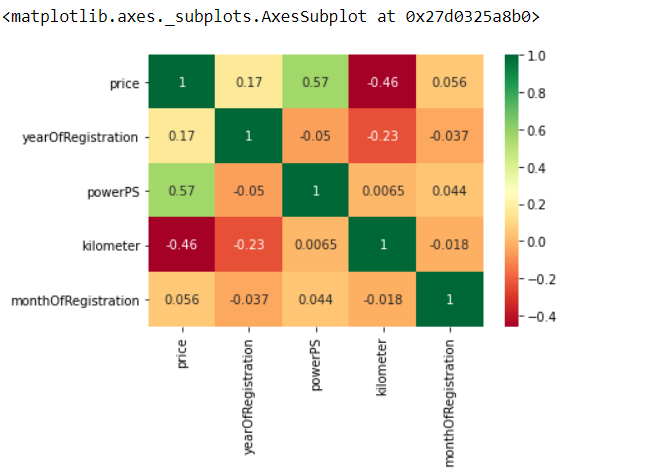 <matplotlib.axes._subplots.AxesSubplot at 0x27d0325a8b0>
price 1 0.17 0.57 -0.46 0.056
yearOfRegistration 0.17 1 -0.05 -0.23 -0.037
powerPS 0.57 -0.05 1 0.0065 0.044
kilometer -0.46 -0.23 0.0065 1 -0.018
monthOfRegistration 0.056 -0.037 0.044 -0.018 1
price yearOfRegistration powerPS kilometer monthOfRegistration
1.0
0.8
0.6
0.4
0.2
0.0
−0.2
−0.4